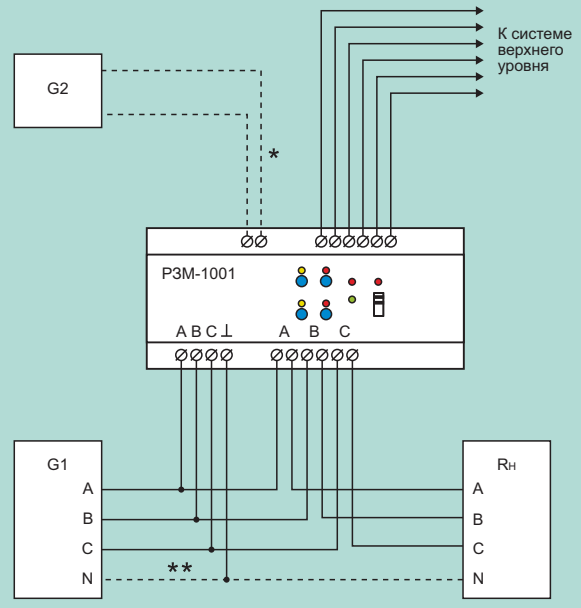 К системе
верхнего
уровня
G2
*
РЗМ-1001
A B C ⊥ A B C
G1 Rн
A A
B B
C C
**
N N